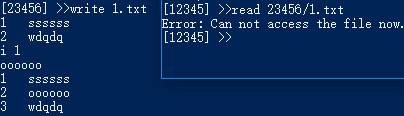 [23456] >>write 1.txt
1 ssssss
2 wdqdq
i 1
oooooo
1 ssssss
2 oooooo
3 wdqdq
[12345] >>read 23456/1.txt
Error: Can not access the file now.
[12345] >>